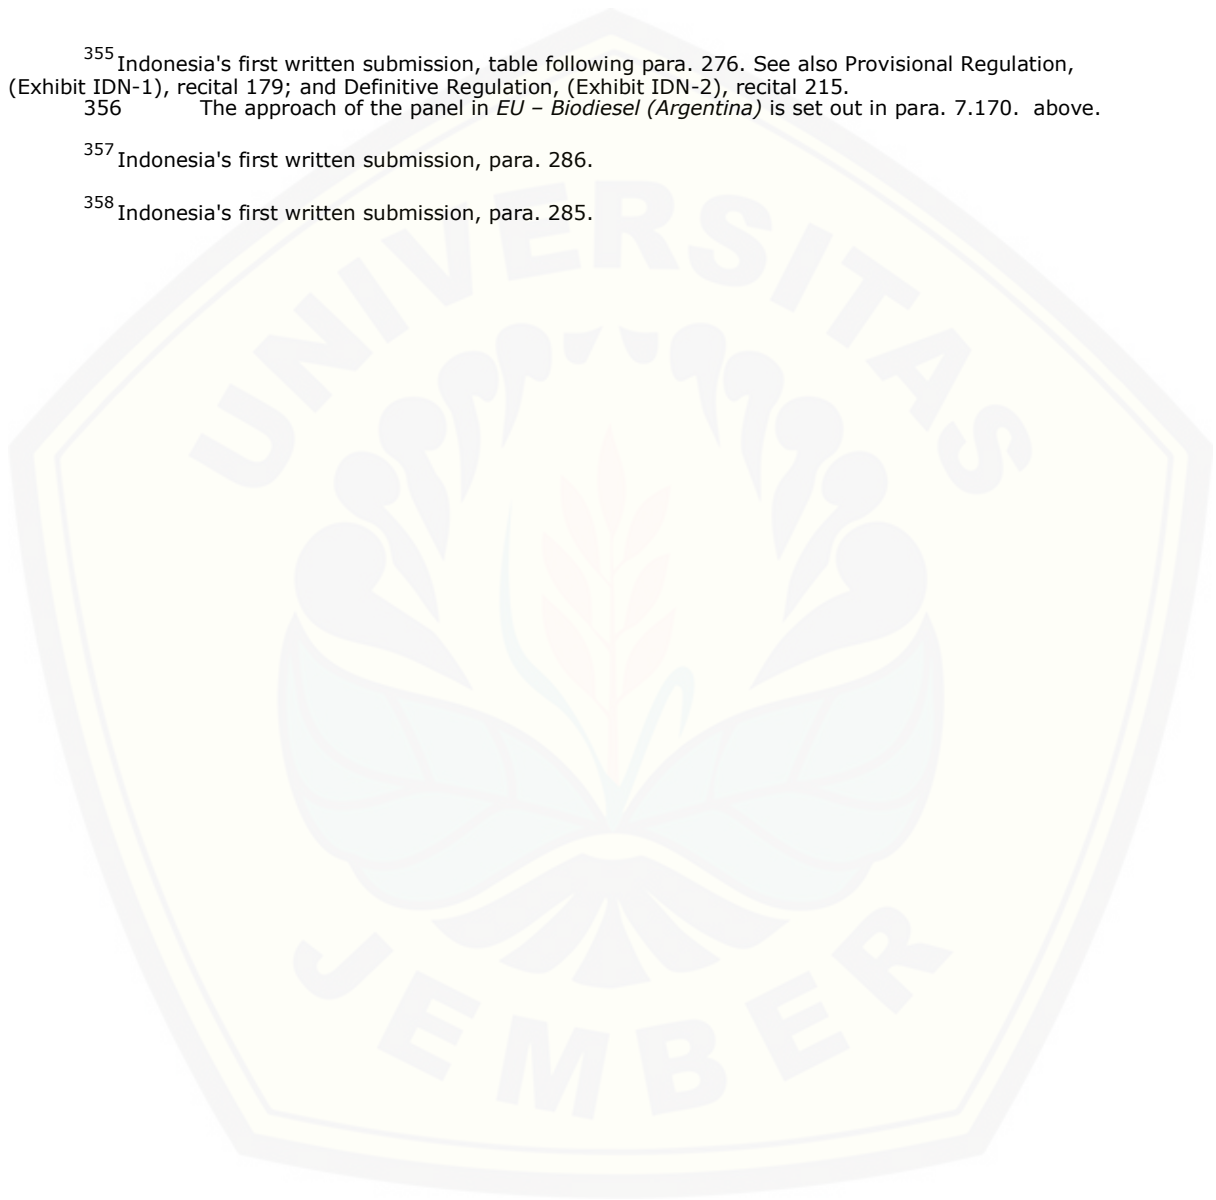 355 Indonesia's first written submission, table following para. 276. See also Provisional Regulation,
(Exhibit IDN-1), recital 179; and Definitive Regulation, (Exhibit IDN-2), recital 215.
356 The approach of the panel in EU – Biodiesel (Argentina) is set out in para. 7.170. above.
357 Indonesia's first written submission, para. 286.
358 Indonesia's first written submission, para. 285.
UNIVERSITAS
JEMBER